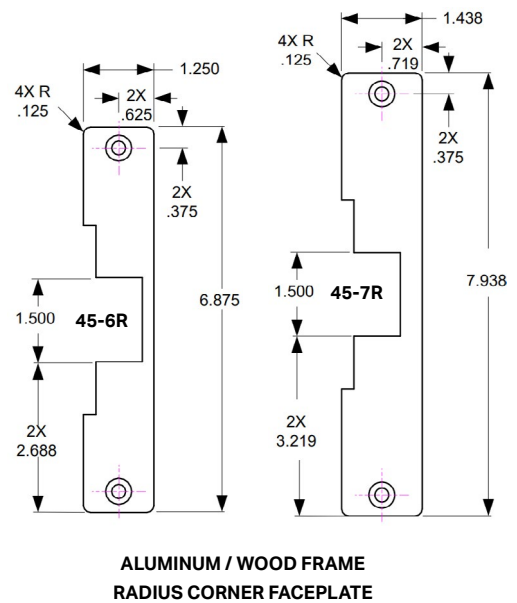 1.438
4X R
.125
2X
.719
1.250
4X R
.125
2X
.625
2X
.375
2X
.375
6.875
7.938
1.500
45-6R
1.500
45-7R
2X
2.688
2X
3.219
ALUMINUM / WOOD FRAME
RADIUS CORNER FACEPLATE